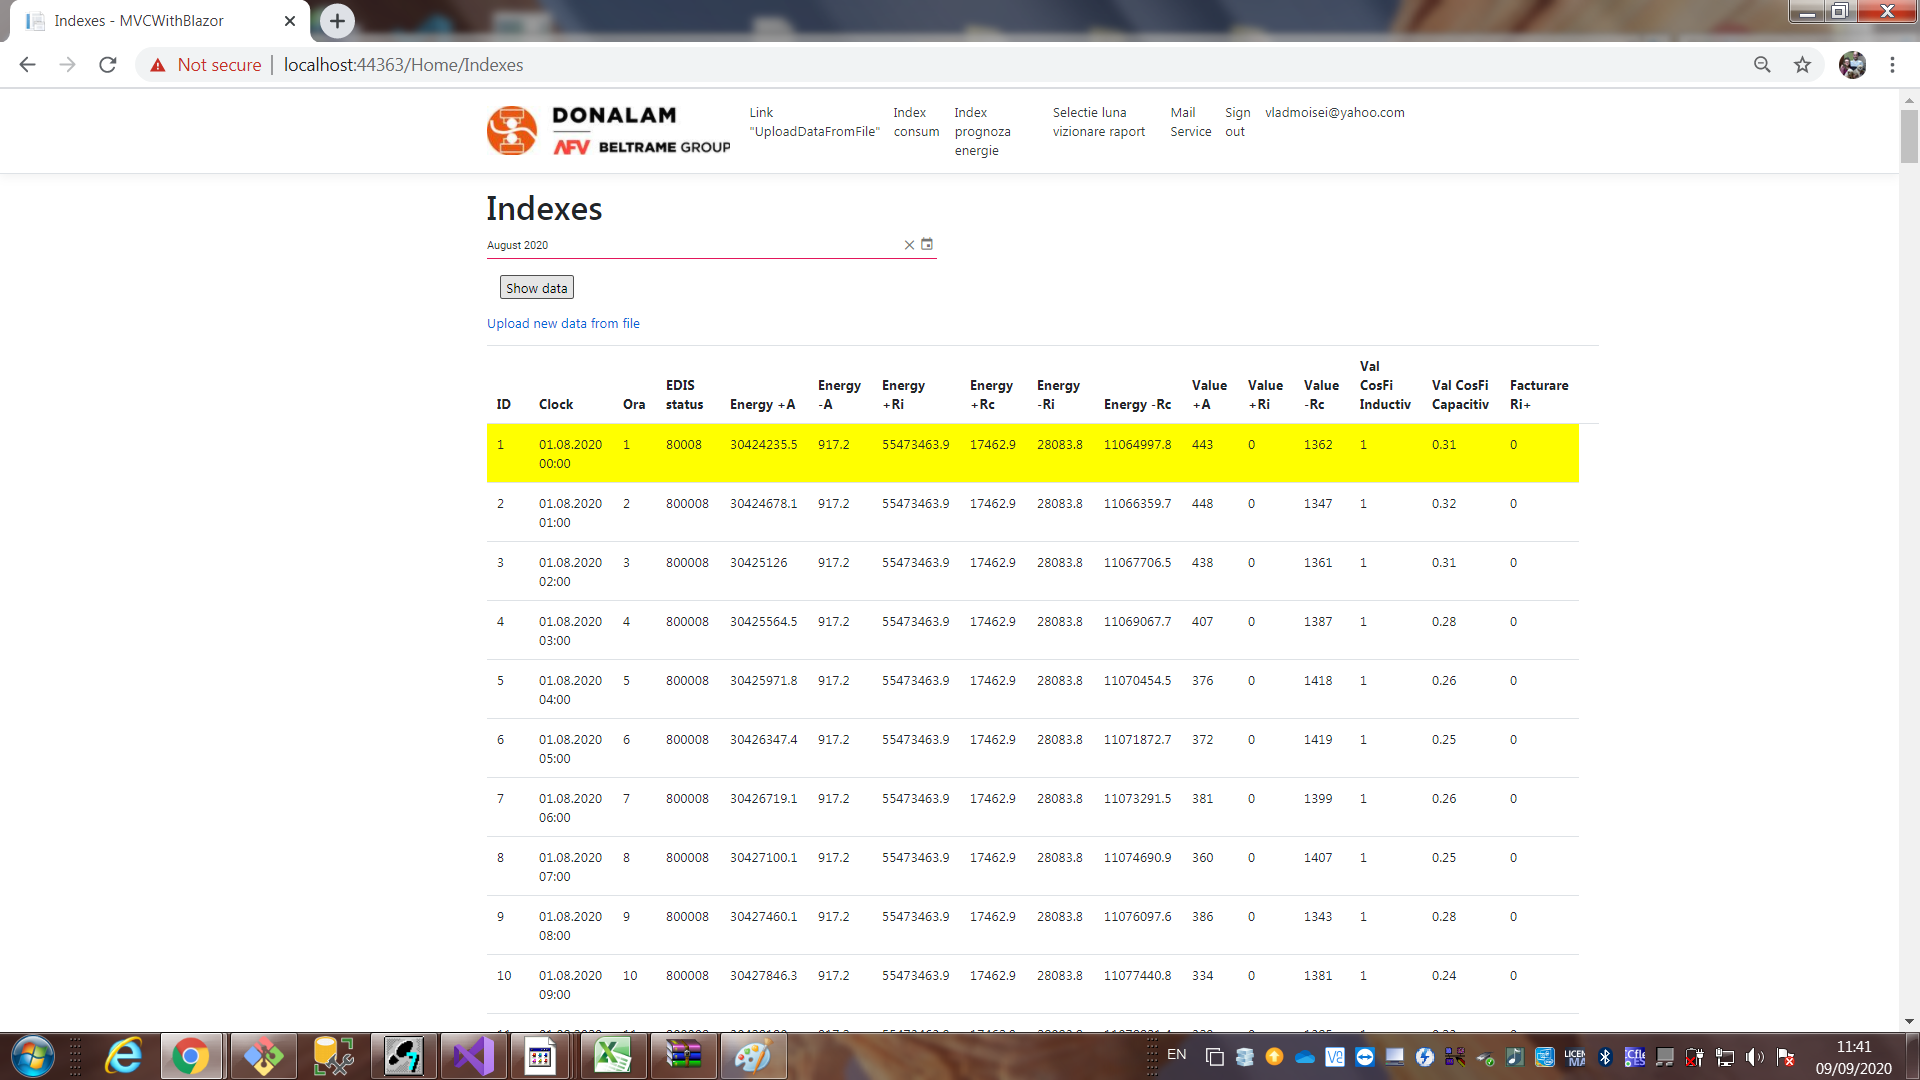 Indexes - MVCWithBlazor
Not secure | localhost:44363/Home/Indexes
DONALAM
AFV BELTRAME GROUP
Link "UploadDataFromFile"
Index consum
Index prognoza energie
Selectie luna vizionare raport
Mail Service
Sign out
vladmoisei@yahoo.com
Indexes
August 2020
Show data
Upload new data from file
ID Clock Ora EDIS status Energy +A Energy -A Energy +Ri Energy +Rc Energy -Ri Energy -Rc Value +A Value +Ri Value -Rc Val CosFi Inductiv Val CosFi Capacitiv Facturare Ri+
1 01.08.2020 00:00 1 80008 30424235.5 917.2 55473463.9 17462.9 28083.8 11064997.8 443 0 1362 1 0.31 0
2 01.08.2020 01:00 2 800008 30424678.1 917.2 55473463.9 17462.9 28083.8 11066359.7 448 0 1347 1 0.32 0
3 01.08.2020 02:00 3 800008 30425126 917.2 55473463.9 17462.9 28083.8 11067706.5 438 0 1361 1 0.31 0
4 01.08.2020 03:00 4 800008 30425564.5 917.2 55473463.9 17462.9 28083.8 11069067.7 407 0 1387 1 0.28 0
5 01.08.2020 04:00 5 800008 30425971.8 917.2 55473463.9 17462.9 28083.8 11070454.5 376 0 1418 1 0.26 0
6 01.08.2020 05:00 6 800008 30426347.4 917.2 55473463.9 17462.9 28083.8 11071872.7 372 0 1419 1 0.25 0
7 01.08.2020 06:00 7 800008 30426719.1 917.2 55473463.9 17462.9 28083.8 11073291.5 381 0 1399 1 0.26 0
8 01.08.2020 07:00 8 800008 30427100.1 917.2 55473463.9 17462.9 28083.8 11074690.9 360 0 1407 1 0.25 0
9 01.08.2020 08:00 9 800008 30427460.1 917.2 55473463.9 17462.9 28083.8 11076097.6 386 0 1343 1 0.28 0
10 01.08.2020 09:00 10 800008 30427846.3 917.2 55473463.9 17462.9 28083.8 11077440.8 334 0 1381 1 0.24 0
EN
11:41
09/09/2020